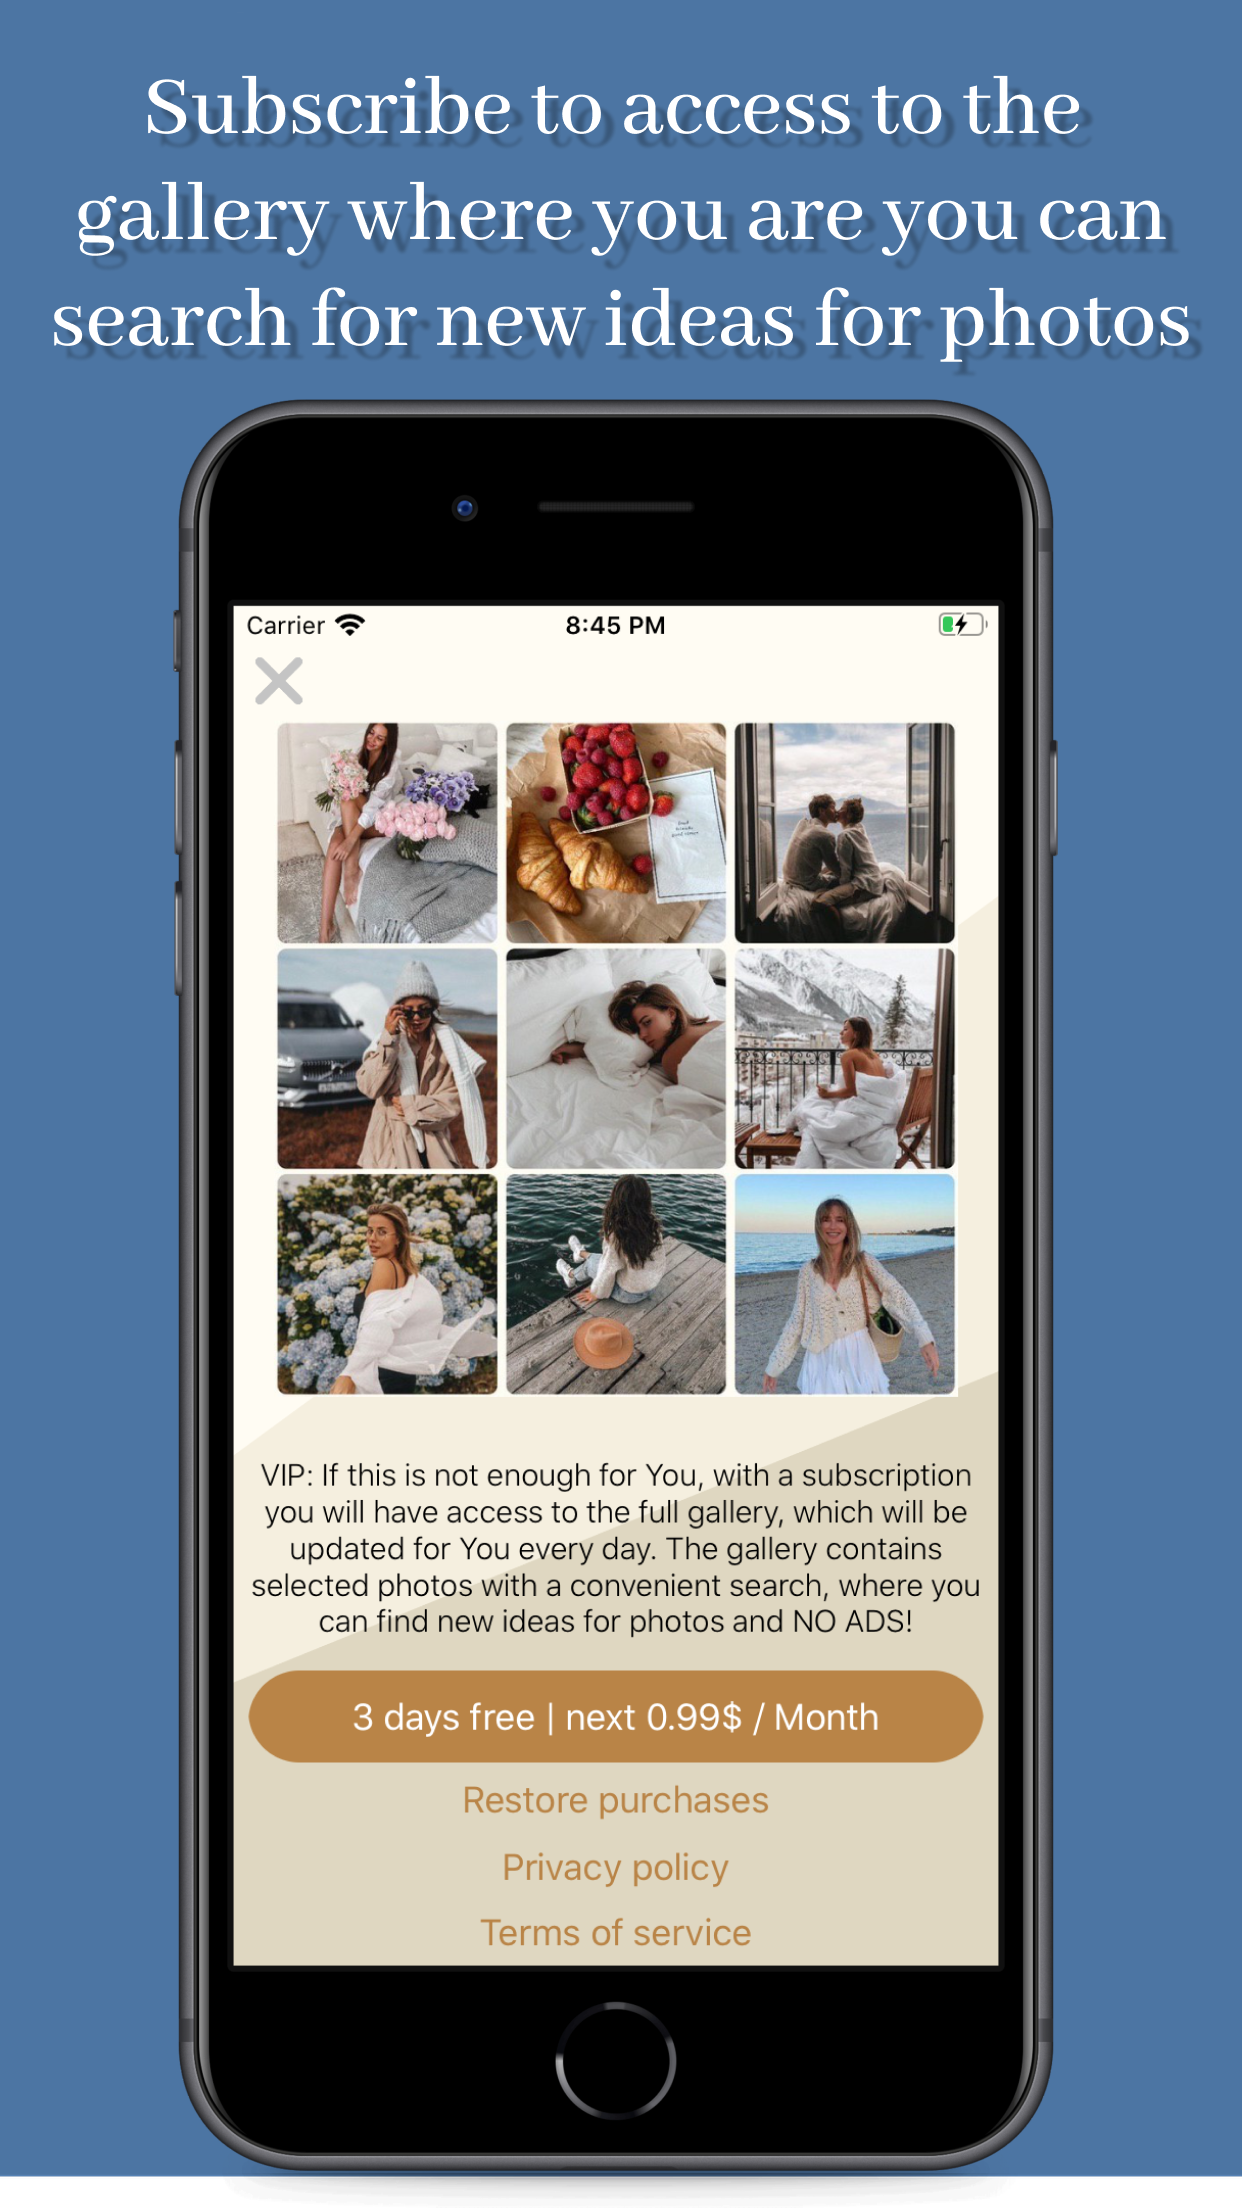 Subscribe to access to the
gallery where you are you can
search for new ideas for photos
Carrier
8:45 PM
VIP: If this is not enough for You, with a subscription
you will have access to the full gallery, which will be
updated for You every day. The gallery contains
selected photos with a convenient search, where you
can find new ideas for photos and NO ADS!
3 days free | next 0.99$ / Month
Restore purchases
Privacy policy
Terms of service